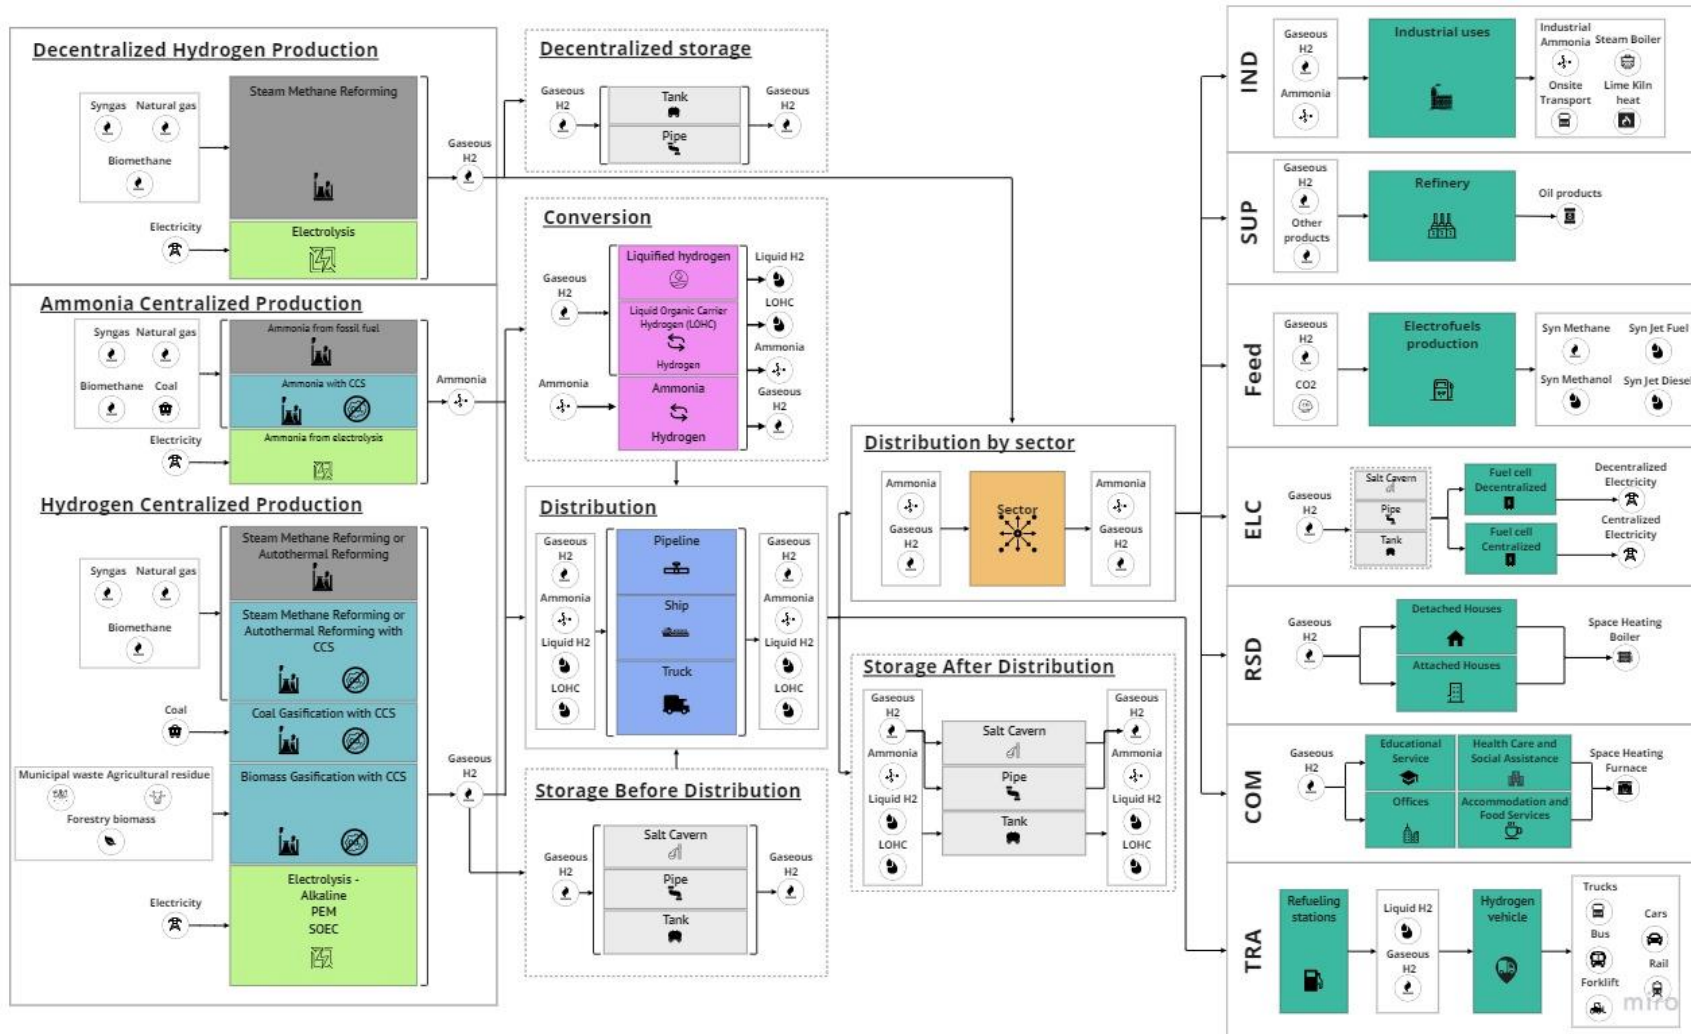 Decentralized Hydrogen Production
Syngas Natural gas
Biomethane
Electricity
Steam Methane Reforming
Electrolysis
Gaseous
H2
Ammonia Centralized Production
Syngas Natural gas
Biomethane Coal
Electricity
Ammonia from fossil fuel
Ammonia with CCS
Ammonia from electrolysis
Ammonia
Hydrogen Centralized Production
Syngas Natural gas
Biomethane
Coal
Municipal waste Agricultural residue
Forestry biomass
Electricity
Steam Methane Reforming or
Autothermal Reforming
Steam Methane Reforming or
Autothermal Reforming with
CCS
Coal Gasification with CCS
Biomass Gasification with CCS
Electrolysis -
Alkaline
PEM
SOEC
Gaseous
H2
Decentralized storage
Gaseous
H2
Tank
Pipe
Gaseous
H2
Conversion
Gaseous
H2
Ammonia
Liquified hydrogen
Liquid Organic Carrier
Hydrogen (LOHC)
Hydrogen
Ammonia
Hydrogen
Liquid H2
LOHC
Ammonia
Gaseous
H2
Distribution
Gaseous
H2
Ammonia
Liquid H2
LOHC
Pipeline
Ship
Truck
Gaseous
H2
Ammonia
Liquid H2
LOHC
Storage Before Distribution
Gaseous
H2
Salt Cavern
Pipe
Tank
Gaseous
H2
Distribution by sector
Ammonia
Gaseous
H2
Sector
Ammonia
Gaseous
H2
Storage After Distribution
Gaseous
H2
Ammonia
Liquid H2
LOHC
Salt Cavern
Pipe
Tank
Gaseous
H2
Ammonia
Liquid H2
LOHC
IND
Gaseous
H2
Ammonia
Industrial uses
Industrial
Ammonia
Steam Boiler
Onsite
Transport
Lime Kiln
heat
SUP
Gaseous
H2
Other
products
Refinery
Oil products
Feed
Gaseous
H2
CO2
Electrofuels
production
Syn Methane Syn Jet Fuel
Syn Methanol Syn Jet Diesel
ELC
Gaseous
H2
Salt Cavern
Pipe
Tank
Fuel cell
Decentralized
Fuel cell
Centralized
Decentralized
Electricity
Centralized
Electricity
RSD
Gaseous
H2
Detached Houses
Attached Houses
Space Heating
Boiler
COM
Gaseous
H2
Educational
Service
Health Care and
Social Assistance
Offices
Accommodation and
Food Services
Space Heating
Furnace
TRA
Refueling
stations
Liquid H2
Gaseous
H2
Hydrogen
vehicle
Trucks
Cars
Bus
Rail
Forklift
miro